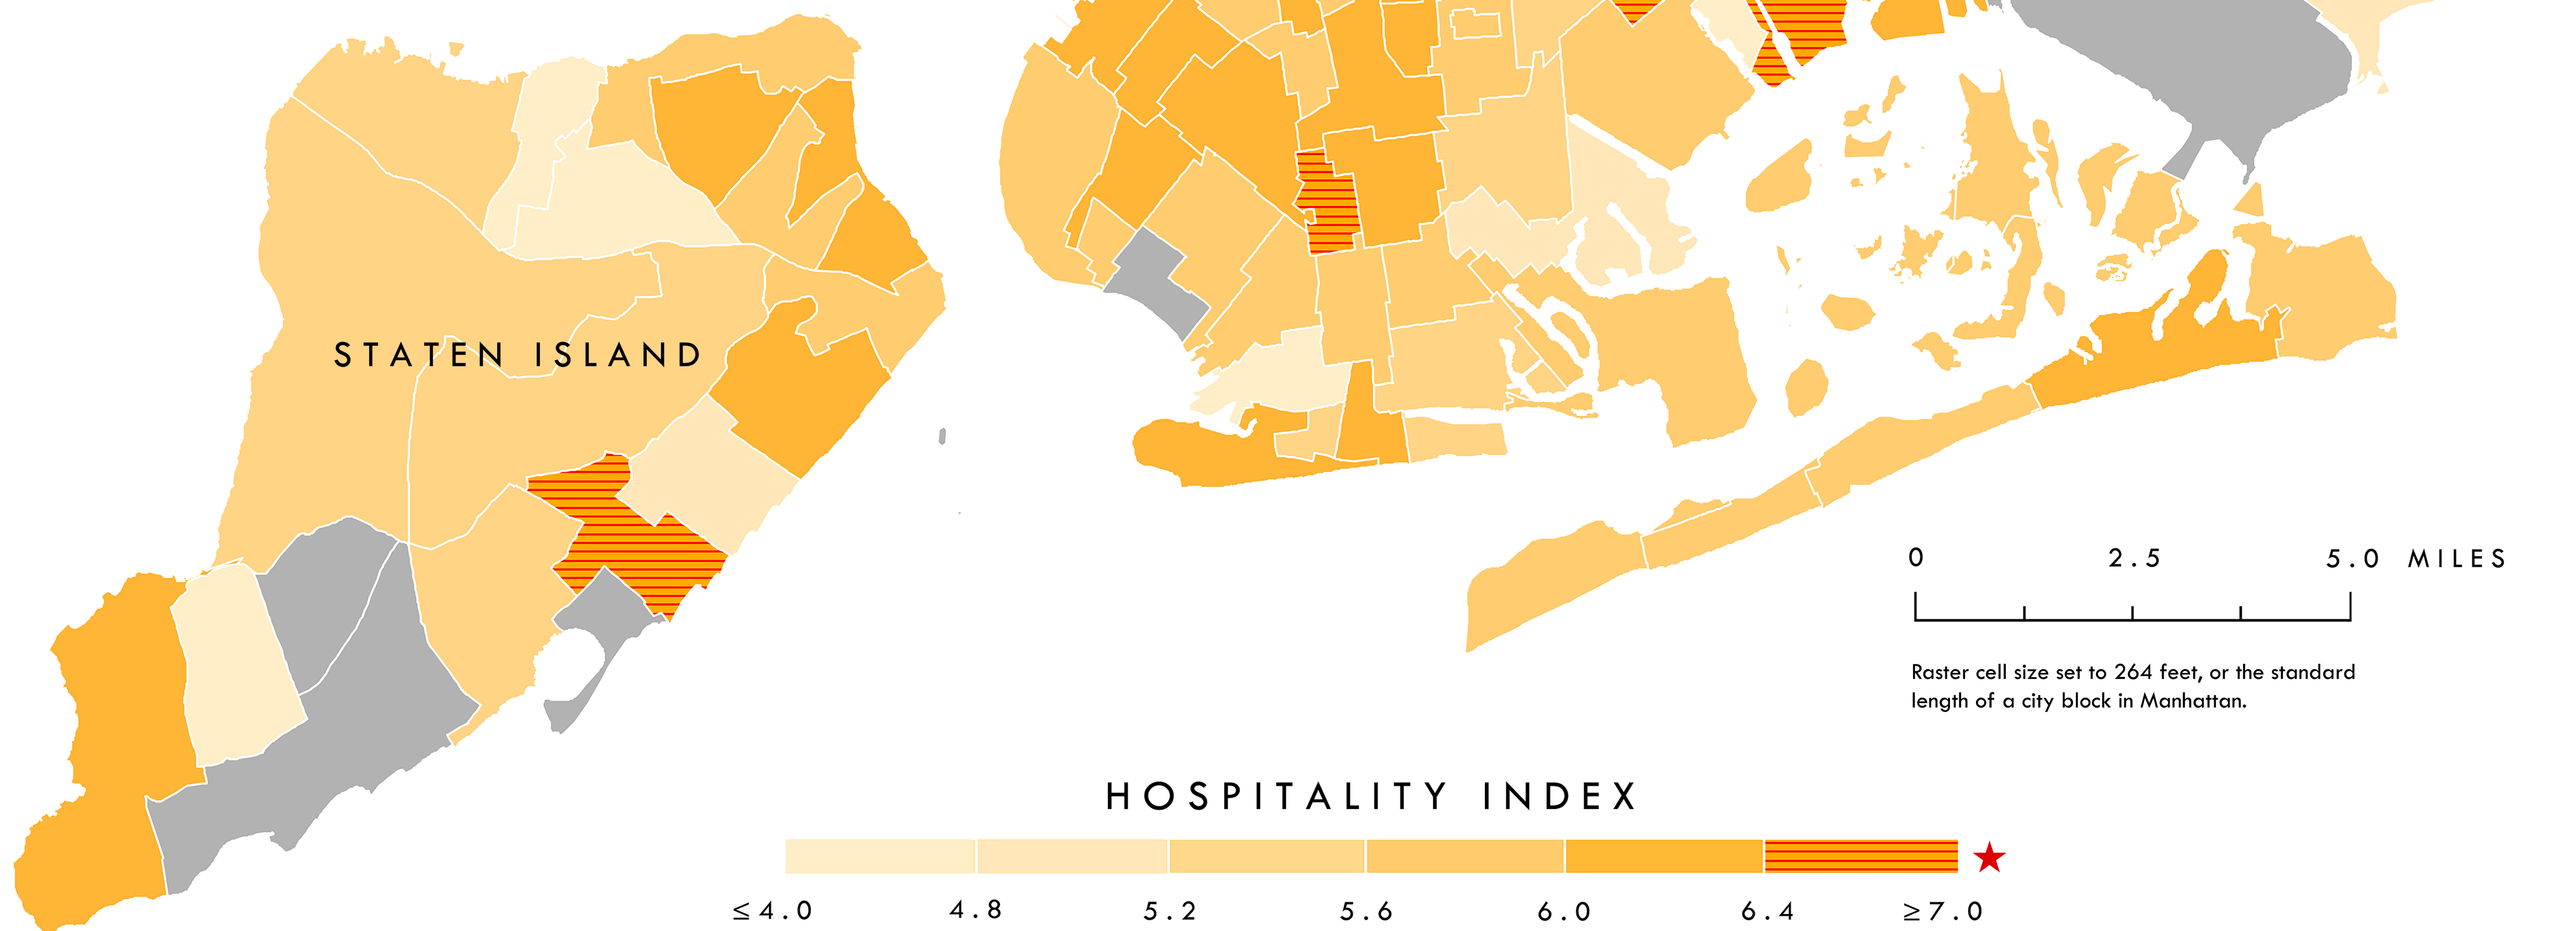 STATEN ISLAND
0 2.5 5.0 MILES
Raster cell size set to 264 feet, or the standard
length of a city block in Manhattan.
HOSPITALITY INDEX
≤4.0 4.8 5.2 5.6 6.0 6.4 ≥7.0